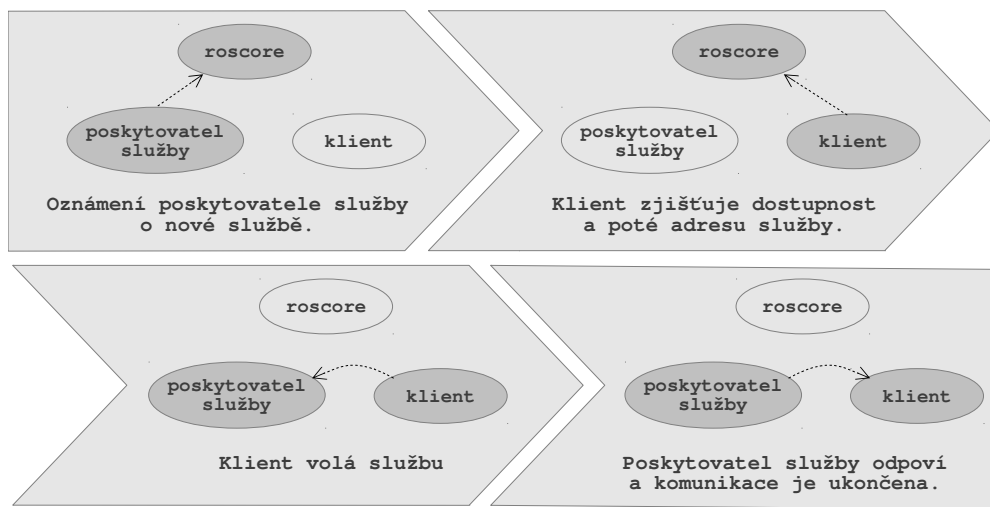 roscore
poskytovatel
služby
klient
Oznámení poskytovatele služby
o nové službě.
roscore
poskytovatel
služby
klient
Klient zjišťuje dostupnost
a poté adresu služby.
roscore
poskytovatel
služby
klient
Klient volá službu
roscore
poskytovatel
služby
klient
Poskytovatel služby odpoví
a komunikace je ukončena.